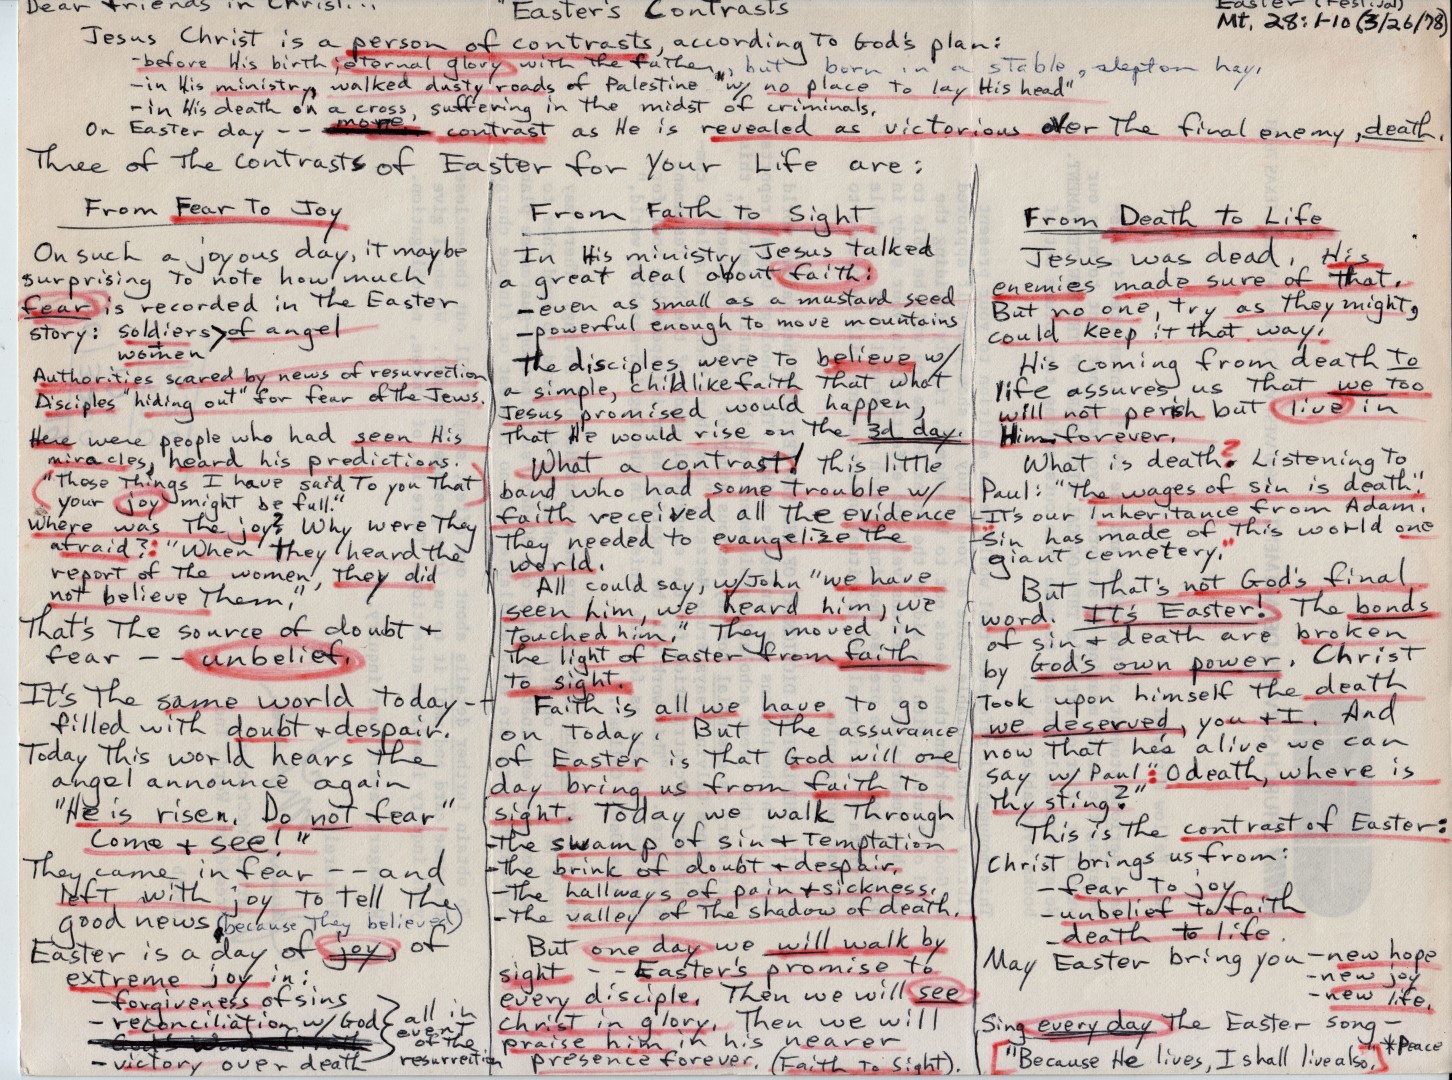 Dear Friends in Christ... "Easter's Contrasts Easter (Festival)
Mt. 28:1-10 (3/26/78)
Jesus Christ is a person of contrasts, according to God's plan:
-before His birth, eternal glory with the father, but born in a stable, slept on hay,
-in His ministry, walked dusty roads of Palestine "w/ no place to lay His head"
-in His death on a cross, suffering in the midst of criminals.
On Easter day -- more contrast as He is revealed as victorious over the final enemy, death.
Three of the contrasts of Easter for your Life are:
From Fear To Joy
On such a joyous day, it may be
surprising to note how much
fear is recorded in the Easter
story: soldiers > of angel
women
Authorities scared by news of resurrection
Disciples "hiding out" for fear of the Jews.
Here were people who had seen His
miracles, heard his predictions.
"These Things I have said To you That
your joy might be full."
Where was The joy? Why were They
afraid?: "When they heard the
report of the women, they did
not believe Them,"
That's The source of doubt +
fear -- unbelief.
It's The same world today -
filled with doubt + despair.
Today This world hears the
angel announce again
"He is risen. Do not fear"
Come + see!"
They came in fear -- and
left with joy To tell The
good news (because They believed)
Easter is a day of joy, of
extreme joy in:
-forgiveness of sins
-reconciliation w/ God
-victory over death
all in
event
of the
resurrection
From Faith to Sight
In His ministry Jesus talked
a great deal about faith:
-even as small as a mustard seed
-powerful enough to move mountains
The disciples were to believe w/
a simple, childlike faith that what
Jesus promised would happen,
That He would rise on The 3d day.
What a contrast! This little
band who had some trouble w/
faith received all the evidence
they needed to evangelize the
world.
All could say, w/John "we have
seen him, we heard him, we
touched him." They moved in
The light of Easter from faith
to sight.
Faith is all we have to go
on Today. But The assurance
of Easter is That God will one
day bring us from faith to
sight. Today we walk Through
-The swamp of sin + Temptation
-the brink of doubt + despair,
-The hallways of pain + sickness,
-The valley of The shadow of death.
But one day we will walk by
sight -- Easter's promise to
every disciple. Then we will see
Christ in glory. Then we will
praise him in his nearer
presence forever. (Faith To Sight).
From Death to Life
Jesus was dead. His
enemies made sure of that.
But no one, try as they might,
could keep it that way.
His coming from death to
life assures us That we too
will not perish but live in
Him forever.
What is death? Listening to
Paul: "The wages of sin is death".
-It's our inheritance from Adam.
-Sin has made of This world one
giant cemetery."
But That's not God's final
word. It's Easter! The bonds
of sin + death are broken
by God's own power. Christ
Took upon himself the death
we deserved, you + I. And
now that he's alive we can
say w/ Paul: "O death, where is
Thy sting?"
This is the contrast of Easter:
Christ brings us from:
-fear to joy
-unbelief to faith
-death to life.
May Easter bring you -new hope
-new joy
-new life.
Sing every day The Easter song -
"Because He lives, I shall live also." *Peace